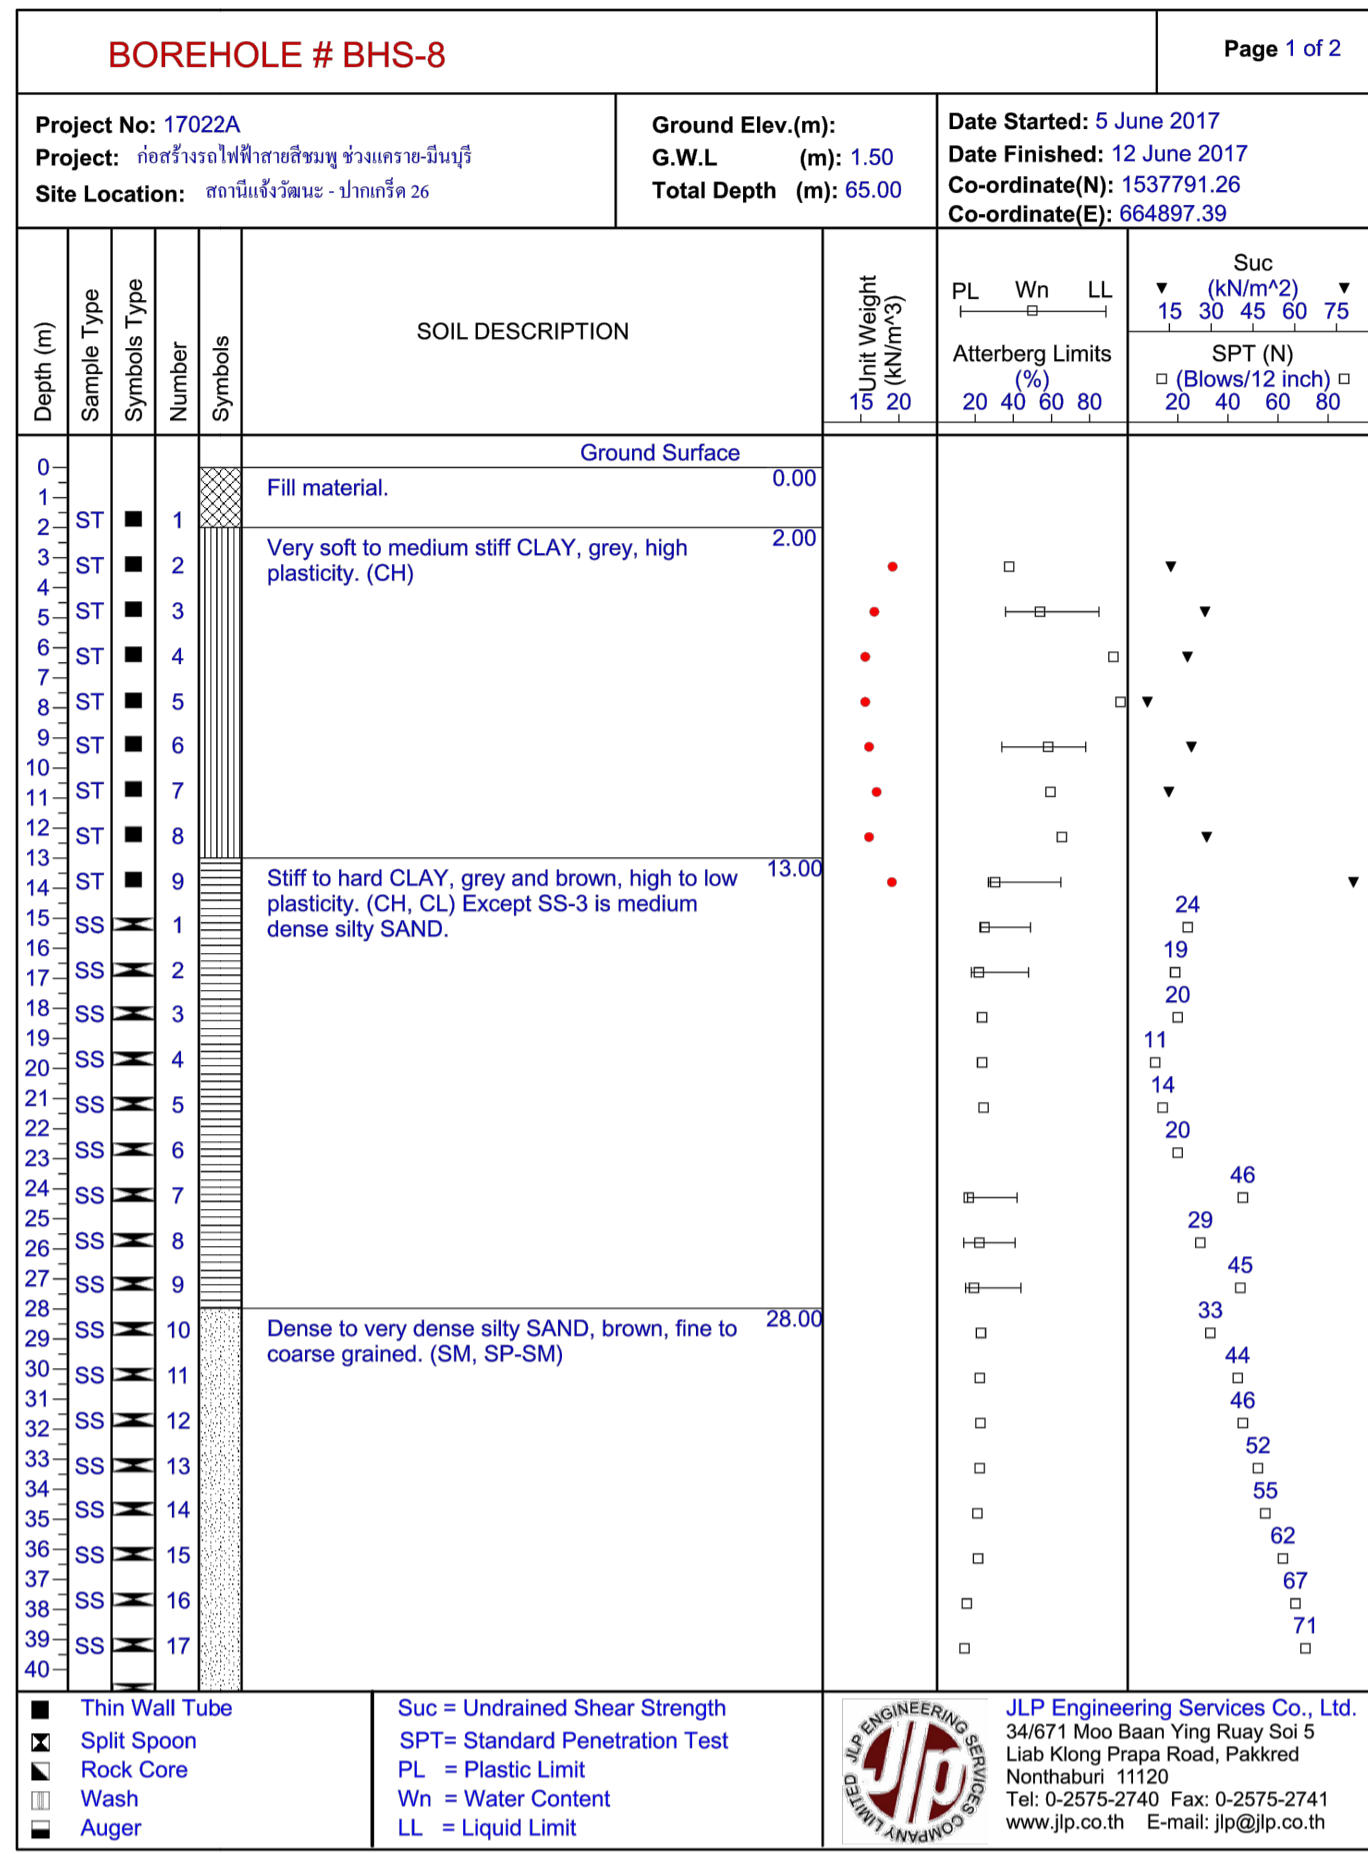 BOREHOLE # BHS-8
Page 1 of 2
Project No: 17022A
Project: ก่อสร้างรถไฟฟ้าสายสีชมพู ช่วงแคราย-มีนบุรี
Site Location: สถานีแจ้งวัฒนะ - ปากเกร็ด 26
Ground Elev.(m):
G.W.L (m): 1.50
Total Depth (m): 65.00
Date Started: 5 June 2017
Date Finished: 12 June 2017
Co-ordinate(N): 1537791.26
Co-ordinate(E): 664897.39
Depth (m)
Sample Type
Symbols Type
Number
Symbols
SOIL DESCRIPTION
Unit Weight
(kN/m^3)
15 20
PL Wn LL
Atterberg Limits
(%)
20 40 60 80
Suc
(kN/m^2)
15 30 45 60 75
SPT (N)
(Blows/12 inch)
20 40 60 80
Ground Surface
0
0.00
Fill material.
1
ST 1
2
2.00
Very soft to medium stiff CLAY, grey, high
plasticity. (CH)
3
ST 2
4
5
ST 3
6
ST 4
7
8
ST 5
9
ST 6
10
11
ST 7
12
ST 8
13
13.00
Stiff to hard CLAY, grey and brown, high to low
plasticity. (CH, CL) Except SS-3 is medium
dense silty SAND.
14
ST 9
15
SS 1 24
16
17
SS 2 19
18
SS 3 20
19
20
SS 4 11
21
SS 5 14
22
23
SS 6 20
24
SS 7 46
25
26
SS 8 29
27
SS 9 45
28
28.00
Dense to very dense silty SAND, brown, fine to
coarse grained. (SM, SP-SM)
29
SS 10 33
30
SS 11 44
31
32
SS 12 46
33
SS 13 52
34
35
SS 14 55
36
SS 15 62
37
38
SS 16 67
39
SS 17 71
40
Thin Wall Tube
Split Spoon
Rock Core
Wash
Auger
Suc = Undrained Shear Strength
SPT= Standard Penetration Test
PL = Plastic Limit
Wn = Water Content
LL = Liquid Limit
JLP ENGINEERING SERVICES COMPANY LIMITED
Jlp
JLP Engineering Services Co., Ltd.
34/671 Moo Baan Ying Ruay Soi 5
Liab Klong Prapa Road, Pakkred
Nonthaburi 11120
Tel: 0-2575-2740 Fax: 0-2575-2741
www.jlp.co.th E-mail: jlp@jlp.co.th